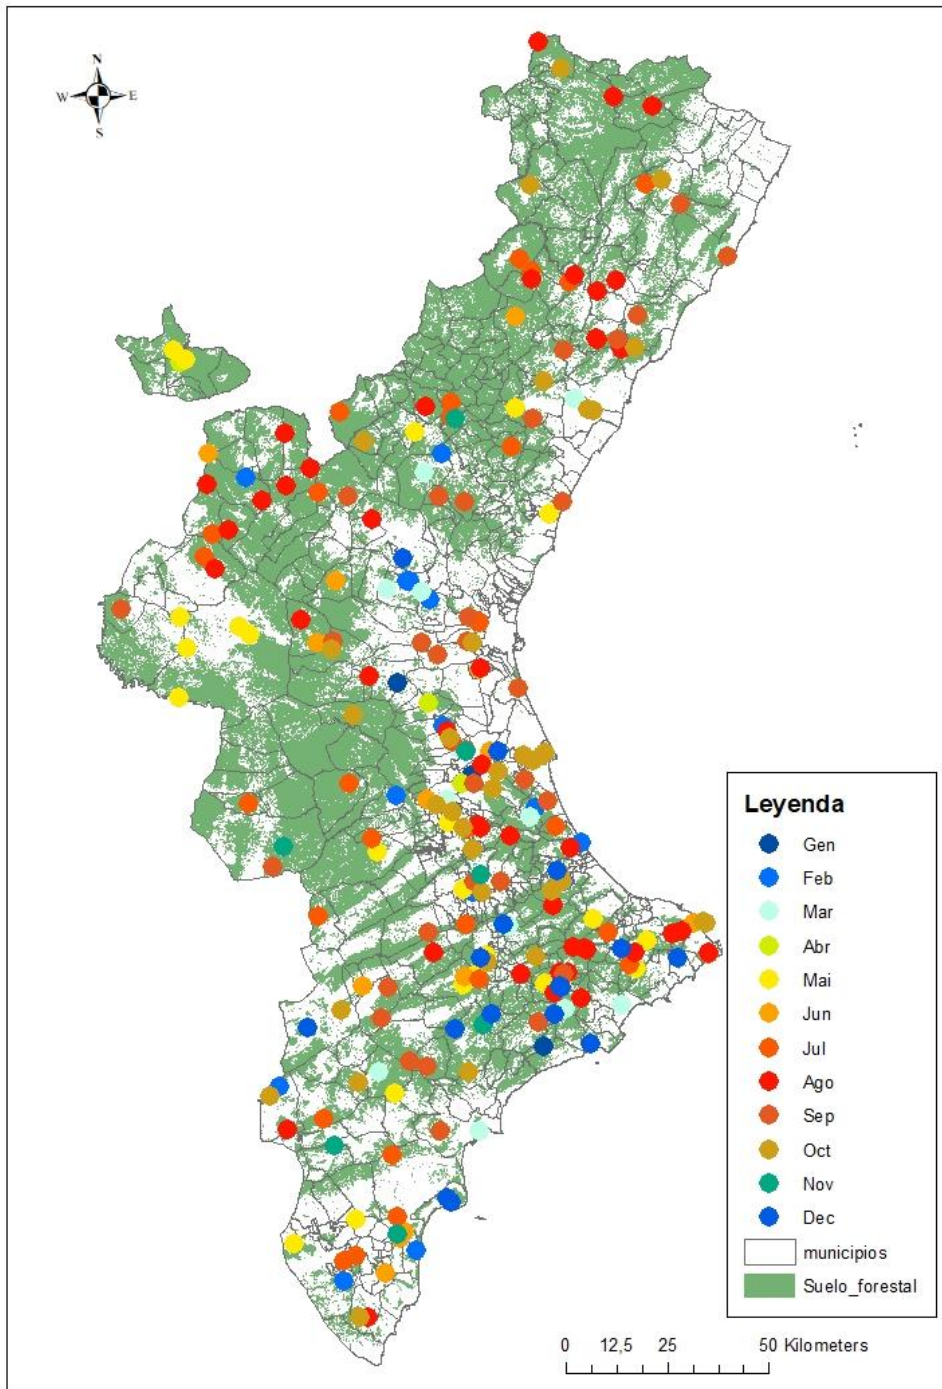 N
W E
S
Leyenda
Gen
Feb
Mar
Abr
Mai
Jun
Jul
Ago
Sep
Oct
Nov
Dec
municipios
Suelo_forestal
0 12,5 25 50 Kilometers